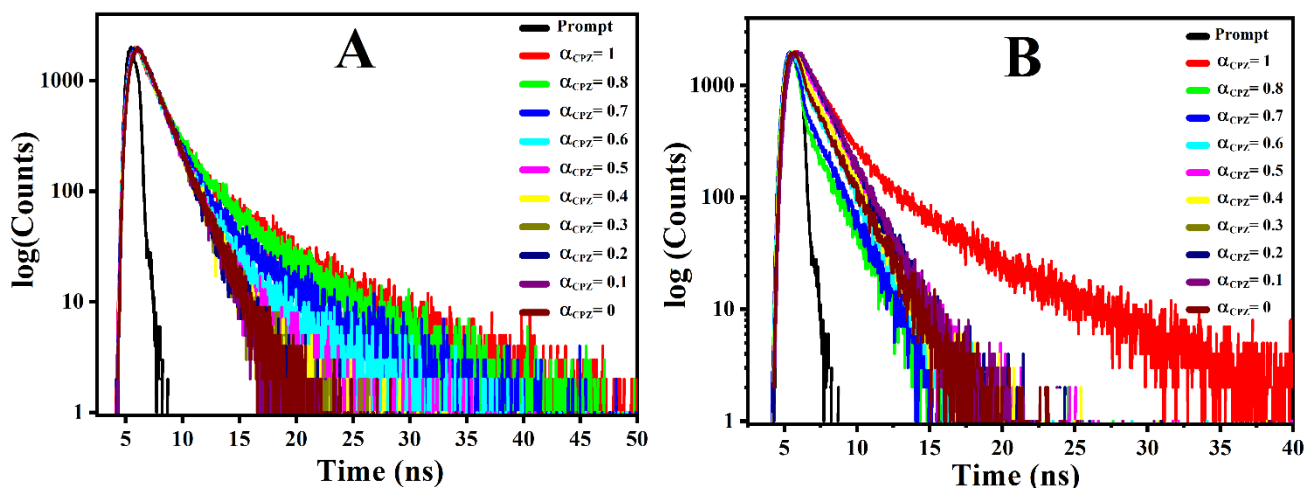 A
log(Counts)
1000
100
10
1
5 10 15 20 25 30 35 40 45 50
Time (ns)
Prompt
αCPZ= 1
αCPZ= 0.8
αCPZ= 0.7
αCPZ= 0.6
αCPZ= 0.5
αCPZ= 0.4
αCPZ= 0.3
αCPZ= 0.2
αCPZ= 0.1
αCPZ= 0
B
log (Counts)
1000
100
10
1
5 10 15 20 25 30 35 40
Time (ns)
Prompt
αCPZ= 1
αCPZ= 0.8
αCPZ= 0.7
αCPZ= 0.6
αCPZ= 0.5
αCPZ= 0.4
αCPZ= 0.3
αCPZ= 0.2
αCPZ= 0.1
αCPZ= 0